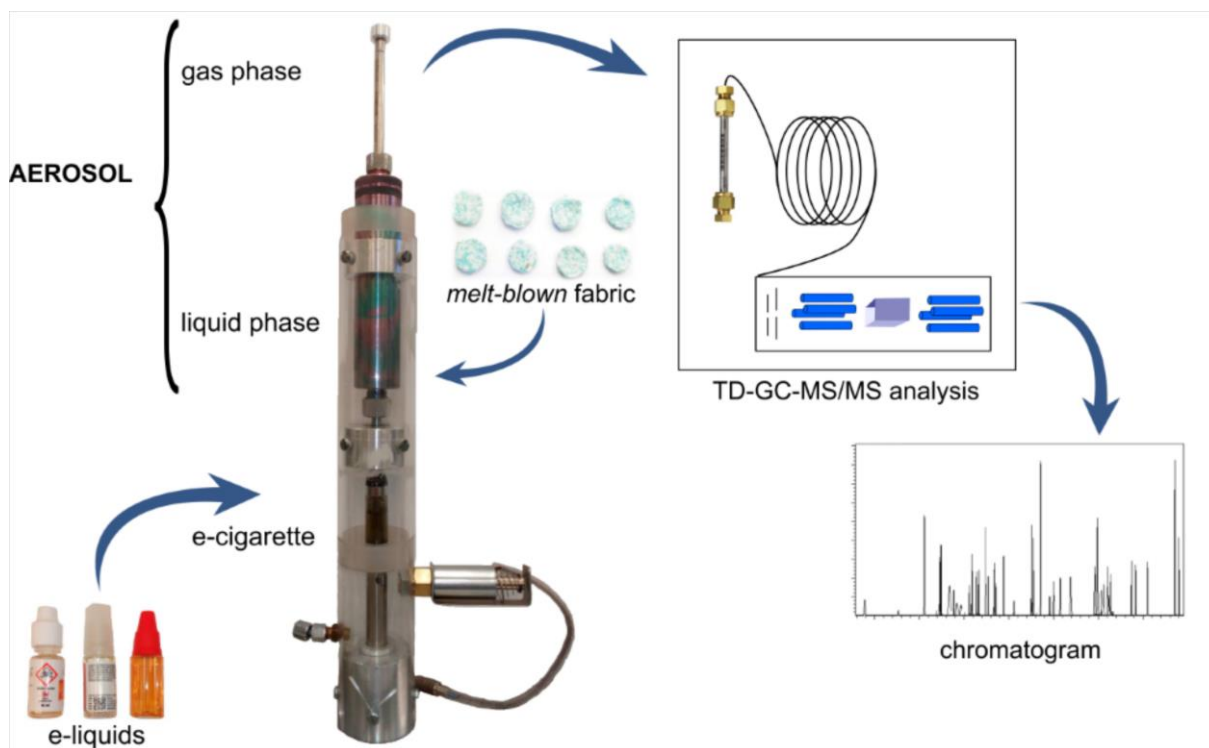 gas phase
AEROSOL
liquid phase
melt-blown fabric
TD-GC-MS/MS analysis
e-cigarette
chromatogram
e-liquids